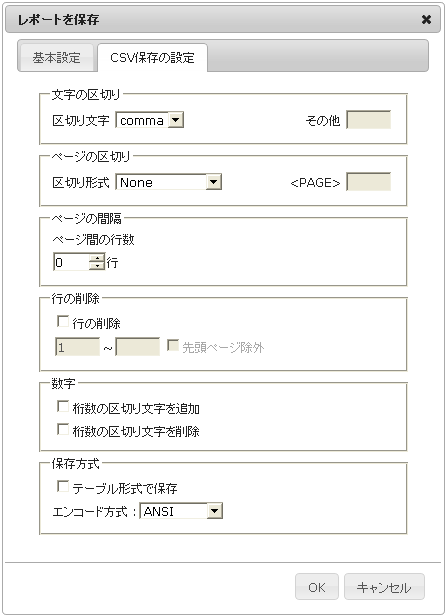 レポートを保存
基本設定 CSV保存の設定
文字の区切り
区切り文字 comma その他
ページの区切り
区切り形式 None <PAGE>
ページの間隔
ページ間の行数
0 行
行の削除
行の削除
1 ~ 先頭ページ除外
数字
桁数の区切り文字を追加
桁数の区切り文字を削除
保存方式
テーブル形式で保存
エンコード方式 : ANSI
OK キャンセル